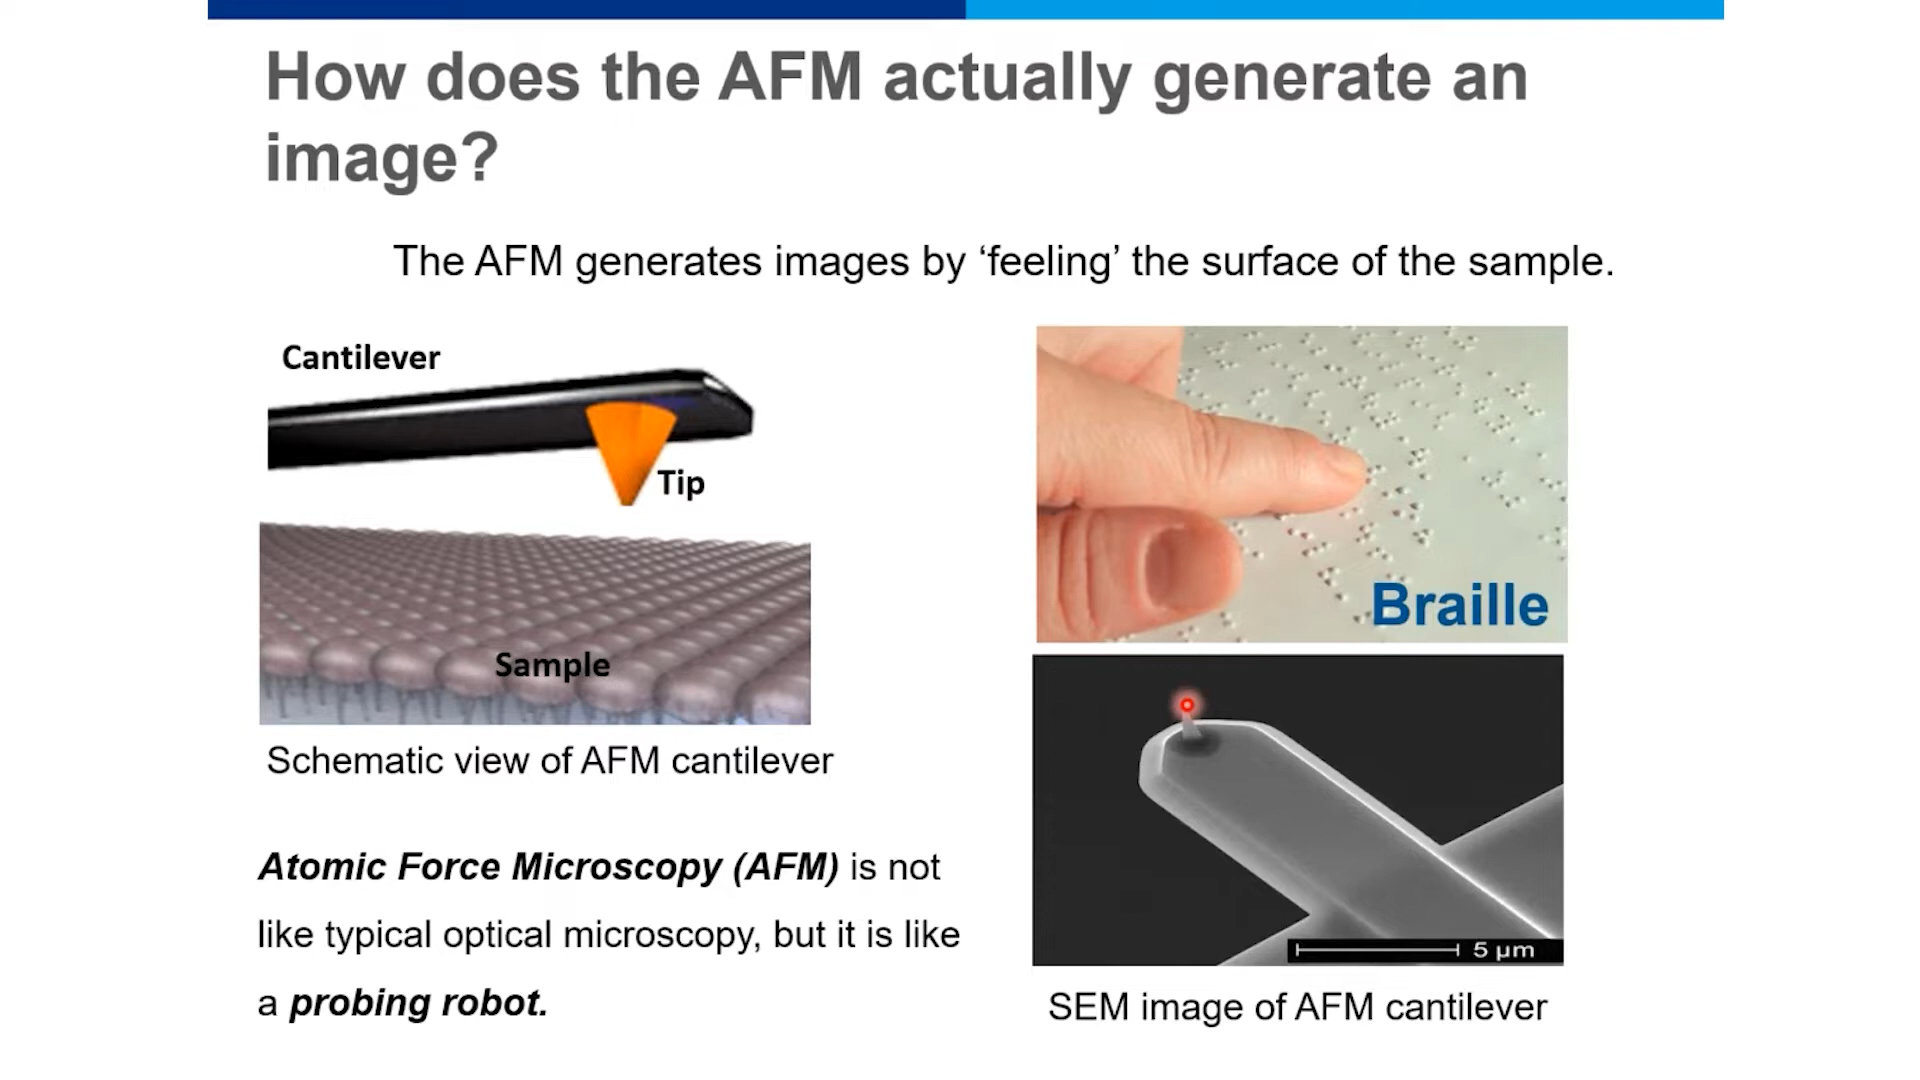 How does the AFM actually generate an
image?
The AFM generates images by ‘feeling’ the surface of the sample.
Cantilever
Tip
Sample
Schematic view of AFM cantilever
Atomic Force Microscopy (AFM) is not
like typical optical microscopy, but it is like
a probing robot.
Braille
5 µm
SEM image of AFM cantilever